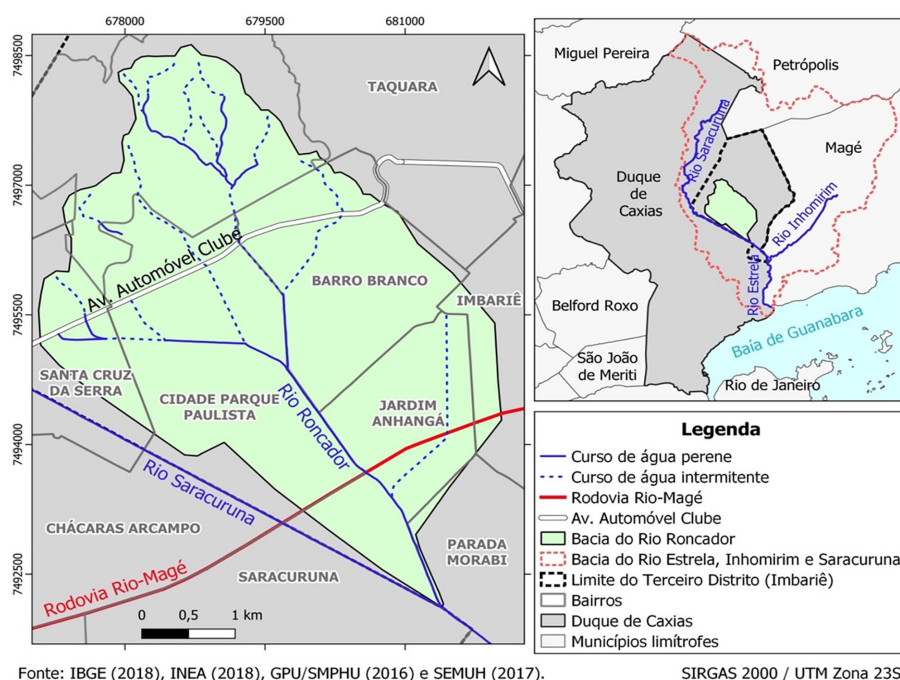 678000
679500
681000
7498500
7497000
7495500
7494000
7492500
TAQUARA
Av. Automóvel Clube
BARRO BRANCO
IMBARIÊ
SANTA CRUZ
DA SERRA
CIDADE PARQUE
PAULISTA
JARDIM
ANHANGÁ
Rio Roncador
Rio Saracuruna
CHÁCARAS ARCAMPO
PARADA
MORABI
SARACURUNA
Rodovia Rio-Magé
0 0,5 1 km
Miguel Pereira
Petrópolis
Rio Saracuruna
Magé
Duque
de
Caxias
Rio Inhomirim
Rio Estrela
Belford Roxo
Baía de Guanabara
São João
de Meriti
Rio de Janeiro
Legenda
Curso de água perene
Curso de água intermitente
Rodovia Rio-Magé
Av. Automóvel Clube
Bacia do Rio Roncador
Bacia do Rio Estrela, Inhomirim e Saracuruna
Limite do Terceiro Distrito (Imbariê)
Bairros
Duque de Caxias
Municípios limítrofes
Fonte: IBGE (2018), INEA (2018), GPU/SMPHU (2016) e SEMUH (2017).
SIRGAS 2000 / UTM Zona 23S